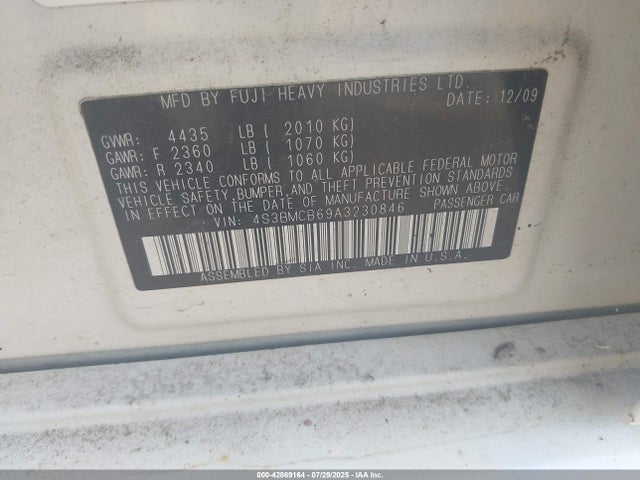 MFD BY FUJI HEAVY INDUSTRIES LTD.
DATE: 12/09
GVWR: 4435 LB ( 2010 KG)
GAWR: F 2360 LB ( 1070 KG)
GAWR: R 2340 LB ( 1060 KG)
THIS VEHICLE CONFORMS TO ALL APPLICABLE FEDERAL MOTOR
VEHICLE SAFETY, BUMPER, AND THEFT PREVENTION STANDARDS
IN EFFECT ON THE DATE OF MANUFACTURE SHOWN ABOVE.
VIN: 4S3BMCB69A3230846 PASSENGER CAR
ASSEMBLED BY SIA INC. MADE IN U.S.A.
000-42869164 - 07/29/2025 - IAA Inc.